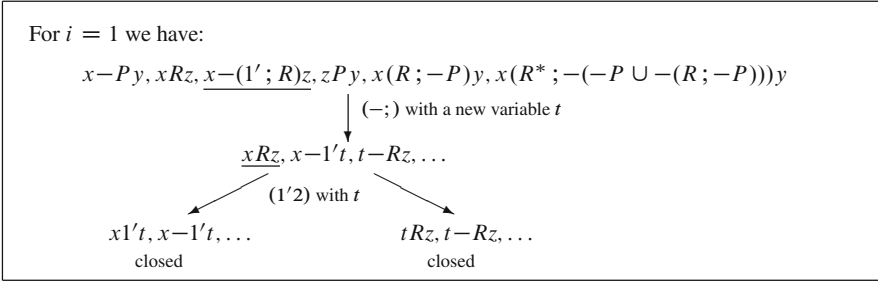 For i = 1 we have:
x−Py, xRz, x−(1′ ; R)z, zPy, x(R ; −P)y, x(R* ; −(−P ∪ −(R ; −P)))y
(−;) with a new variable t
xRz, x−1′t, t−Rz, . . .
(1′2) with t
x1′t, x−1′t, . . .
tRz, t−Rz, . . .
closed
closed